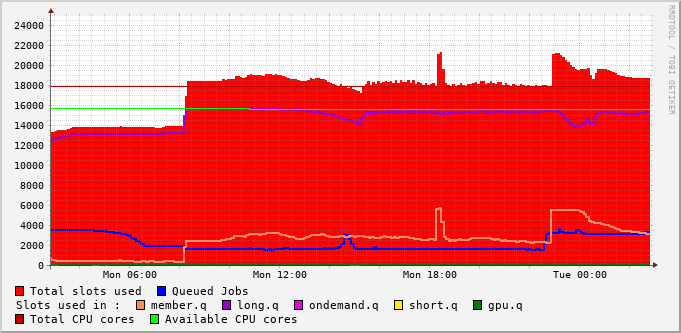 24000
22000
20000
18000
16000
14000
12000
10000
8000
6000
4000
2000
0
Mon 06:00 Mon 12:00 Mon 18:00 Tue 00:00
Total slots used Queued Jobs
Slots used in : member.q long.q ondemand.q short.q gpu.q
Total CPU cores Available CPU cores
RRDTOOL / TOBI OETIKER